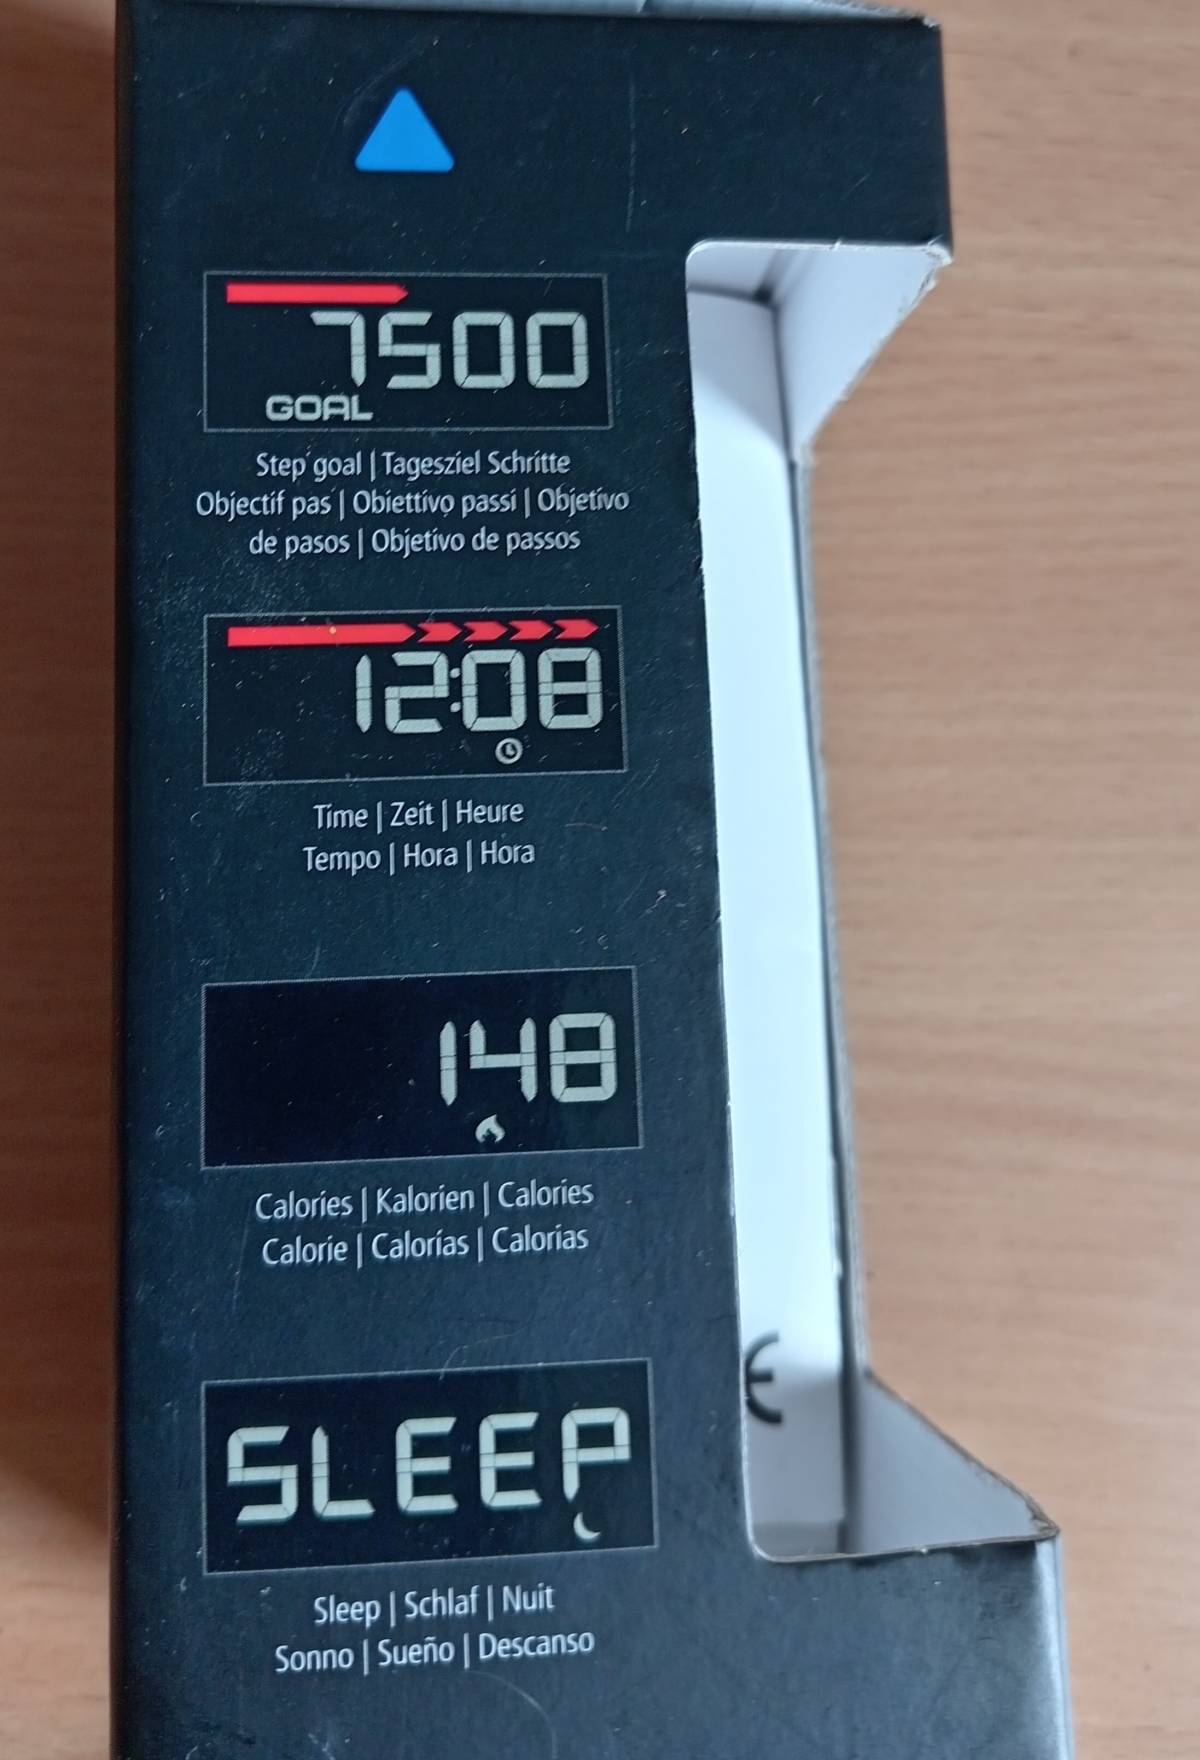 7500
GOAL
Step goal | Tagesziel Schritte
Objectif pas | Obiettivo passi | Objetivo
de pasos | Objetivo de passos
12:08
Time | Zeit | Heure
Tempo | Hora | Hora
148
Calories | Kalorien | Calories
Calorie | Calorías | Calorias
SLEEP
Sleep | Schlaf | Nuit
Sonno | Sueño | Descanso